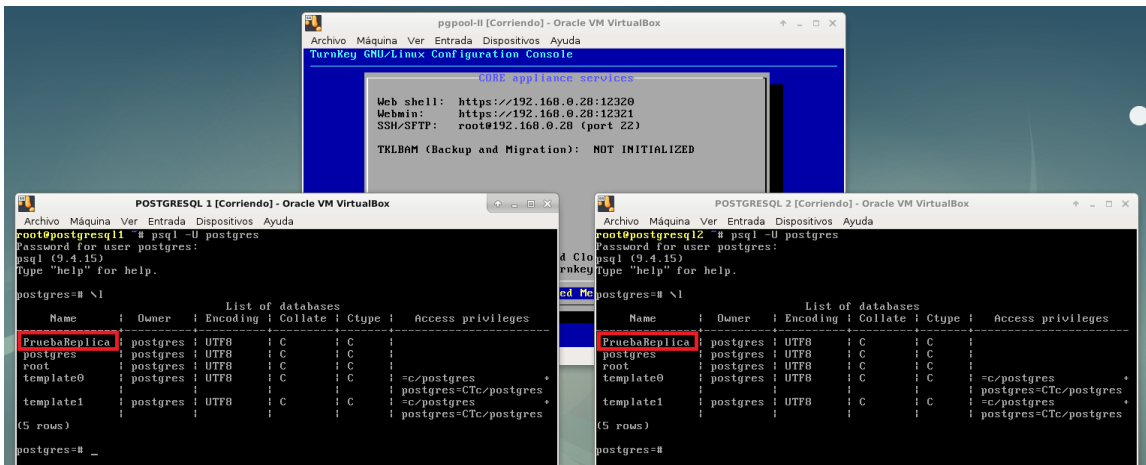 pgpool-II [Corriendo] - Oracle VM VirtualBox
Archivo Máquina Ver Entrada Dispositivos Ayuda
TurnKey GNU/Linux Configuration Console
CORE appliance services
Web shell: https://192.168.0.28:12320
Webmin: https://192.168.0.28:12321
SSH/SFTP: root@192.168.0.28 (port 22)
TKLBAM (Backup and Migration): NOT INITIALIZED
POSTGRESQL 1 [Corriendo] - Oracle VM VirtualBox
Archivo Máquina Ver Entrada Dispositivos Ayuda
root@postgresql1 ~# psql -U postgres
Password for user postgres:
psql (9.4.15)
Type "help" for help.
postgres=# \l
List of databases
Name | Owner | Encoding | Collate | Ctype | Access privileges
PruebaReplica | postgres | UTF8 | C | C |
postgres | postgres | UTF8 | C | C |
root | postgres | UTF8 | C | C |
template0 | postgres | UTF8 | C | C | =c/postgres +
| | | | | postgres=CTc/postgres
template1 | postgres | UTF8 | C | C | =c/postgres +
| | | | | postgres=CTc/postgres
(5 rows)
postgres=# _
d Clo
rnkey
ed Me
POSTGRESQL 2 [Corriendo] - Oracle VM VirtualBox
Archivo Máquina Ver Entrada Dispositivos Ayuda
root@postgresql2 ~# psql -U postgres
Password for user postgres:
psql (9.4.15)
Type "help" for help.
postgres=# \l
List of databases
Name | Owner | Encoding | Collate | Ctype | Access privileges
PruebaReplica | postgres | UTF8 | C | C |
postgres | postgres | UTF8 | C | C |
root | postgres | UTF8 | C | C |
template0 | postgres | UTF8 | C | C | =c/postgres +
| | | | | postgres=CTc/postgres
template1 | postgres | UTF8 | C | C | =c/postgres +
| | | | | postgres=CTc/postgres
(5 rows)
postgres=#